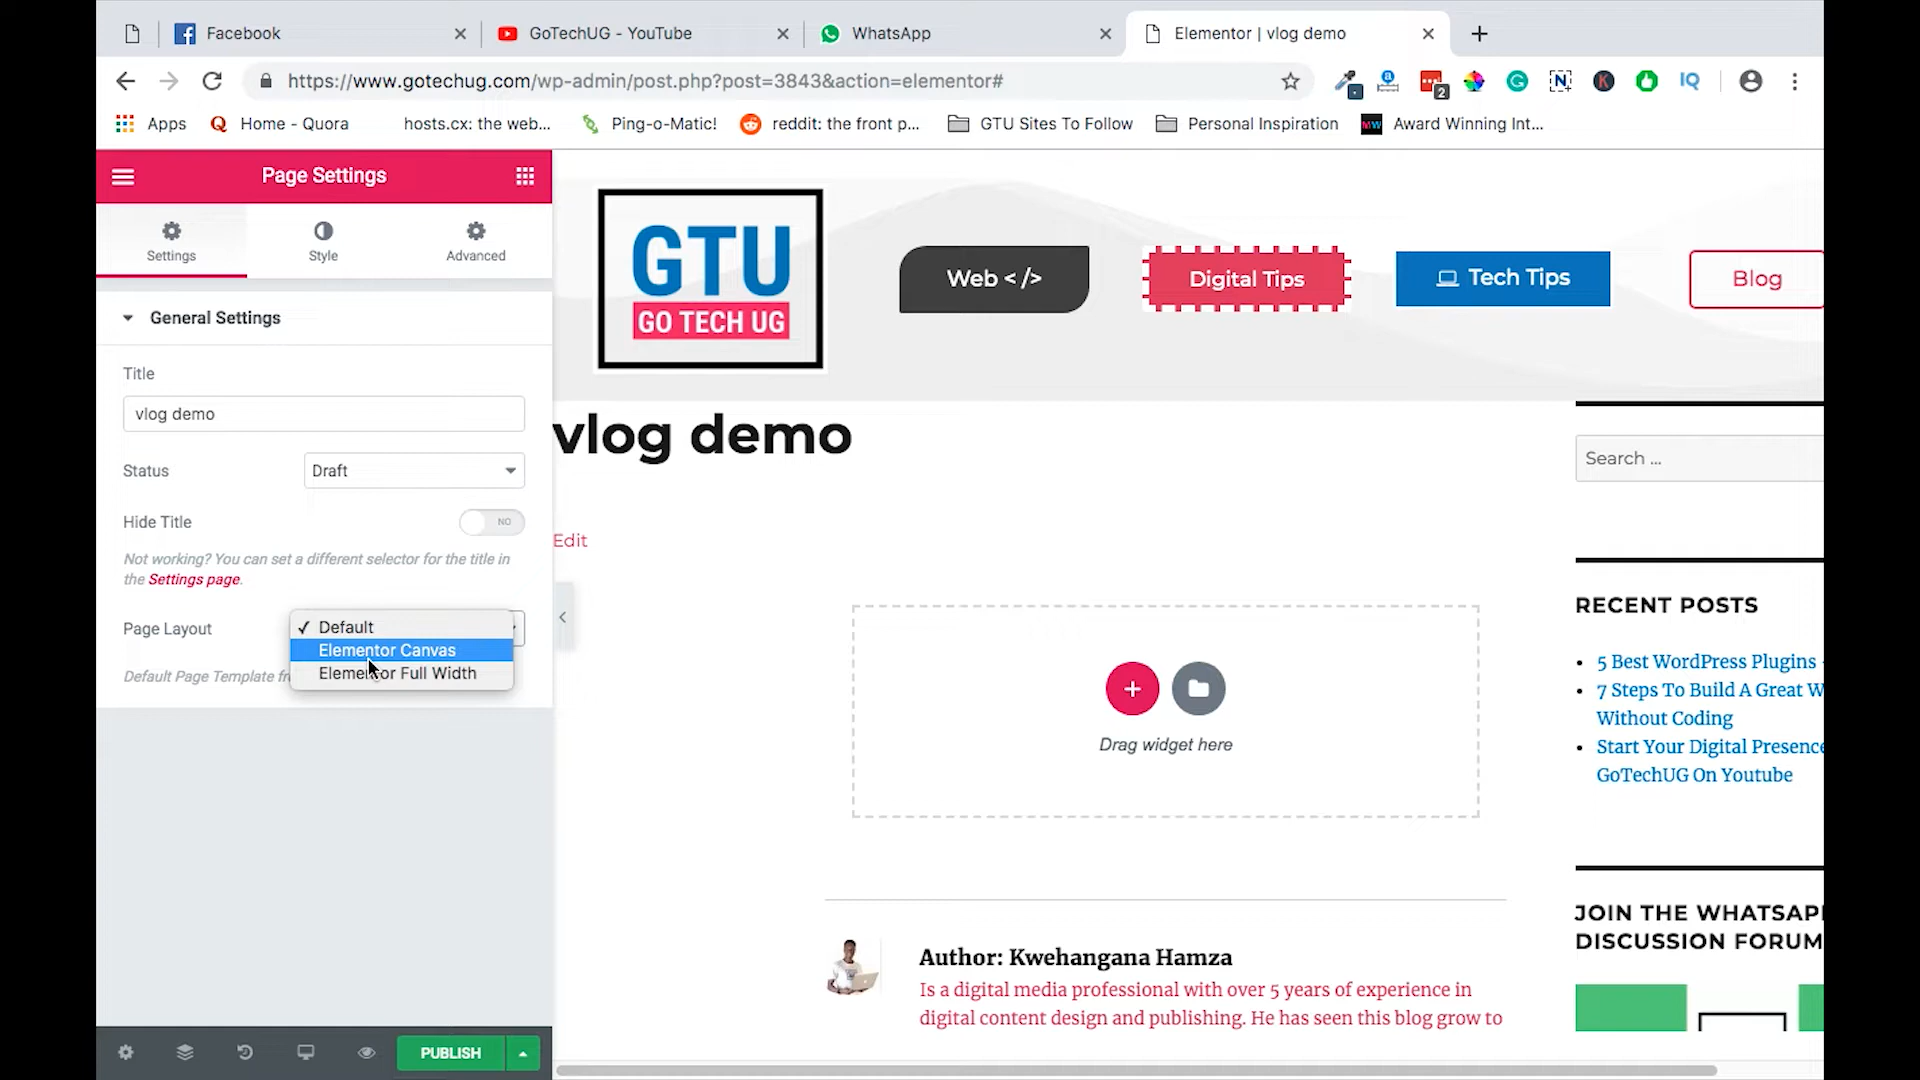 Facebook
GoTechUG - YouTube
WhatsApp
Elementor | vlog demo
https://www.gotechug.com/wp-admin/post.php?post=3843&action=elementor#
2
N
K
IQ
Apps
Home - Quora
hosts.cx: the web...
Ping-o-Matic!
reddit: the front p...
GTU Sites To Follow
Personal Inspiration
Award Winning Int...
Page Settings
Settings
Style
Advanced
General Settings
Title
vlog demo
Status
Draft
Hide Title
NO
Not working? You can set a different selector for the title in
the Settings page.
Page Layout
Default
Elementor Canvas
Elementor Full Width
Default Page Template
PUBLISH
GTU
GO TECH UG
Web </>
Digital Tips
Tech Tips
Blog
vlog demo
Edit
Drag widget here
Author: Kwehangana Hamza
Is a digital media professional with over 5 years of experience in
digital content design and publishing. He has seen this blog grow to
Search ...
RECENT POSTS
5 Best WordPress Plugins
7 Steps To Build A Great W
Without Coding
Start Your Digital Presence
GoTechUG On Youtube
JOIN THE WHATSAP
DISCUSSION FORUM